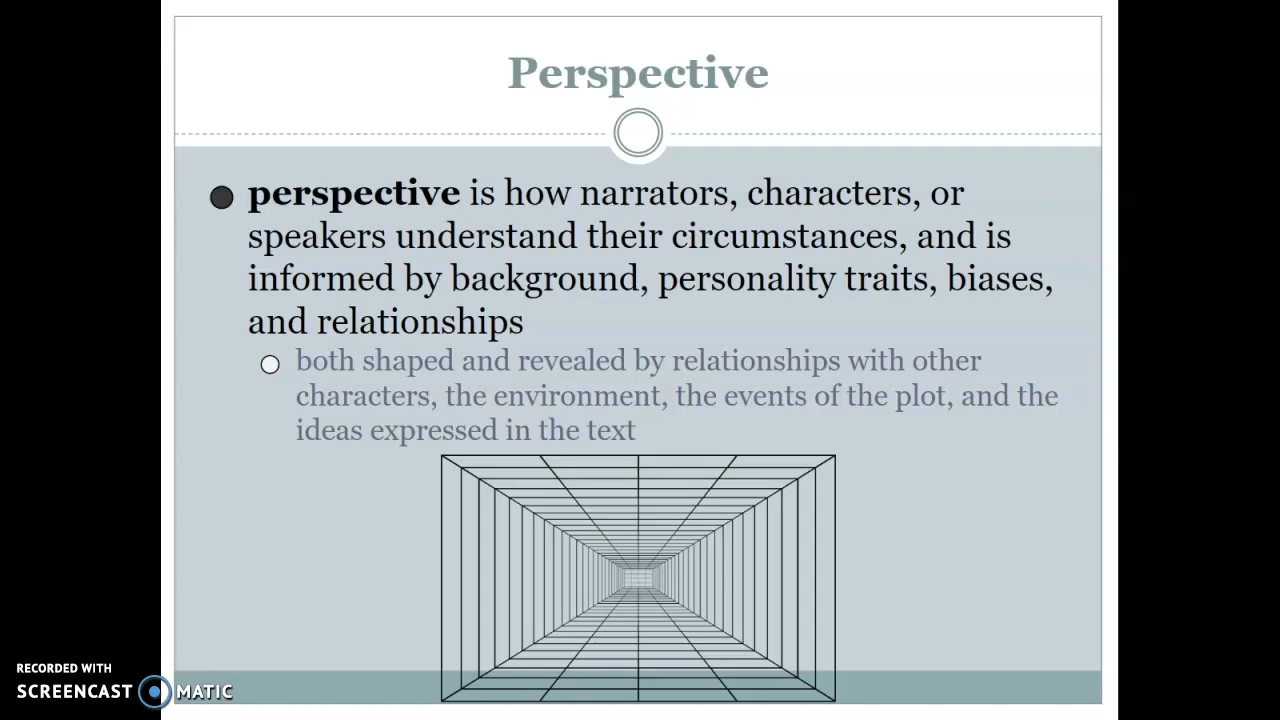 Perspective
perspective is how narrators, characters, or
speakers understand their circumstances, and is
informed by background, personality traits, biases,
and relationships
both shaped and revealed by relationships with other
characters, the environment, the events of the plot, and the
ideas expressed in the text
RECORDED WITH
SCREENCAST MATIC